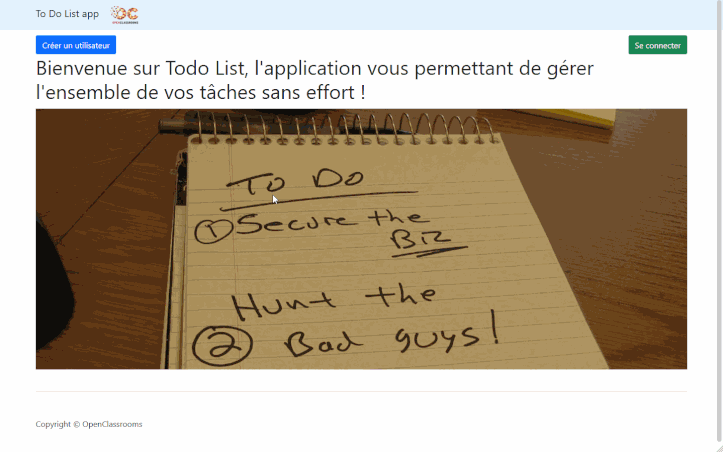 To Do List app
OC
OPENCLASSROOMS
Créer un utilisateur
Se connecter
Bienvenue sur Todo List, l'application vous permettant de gérer
l'ensemble de vos tâches sans effort !
To Do
1 Secure the
Biz
Hunt the
2 Bad guys!
Copyright © OpenClassrooms